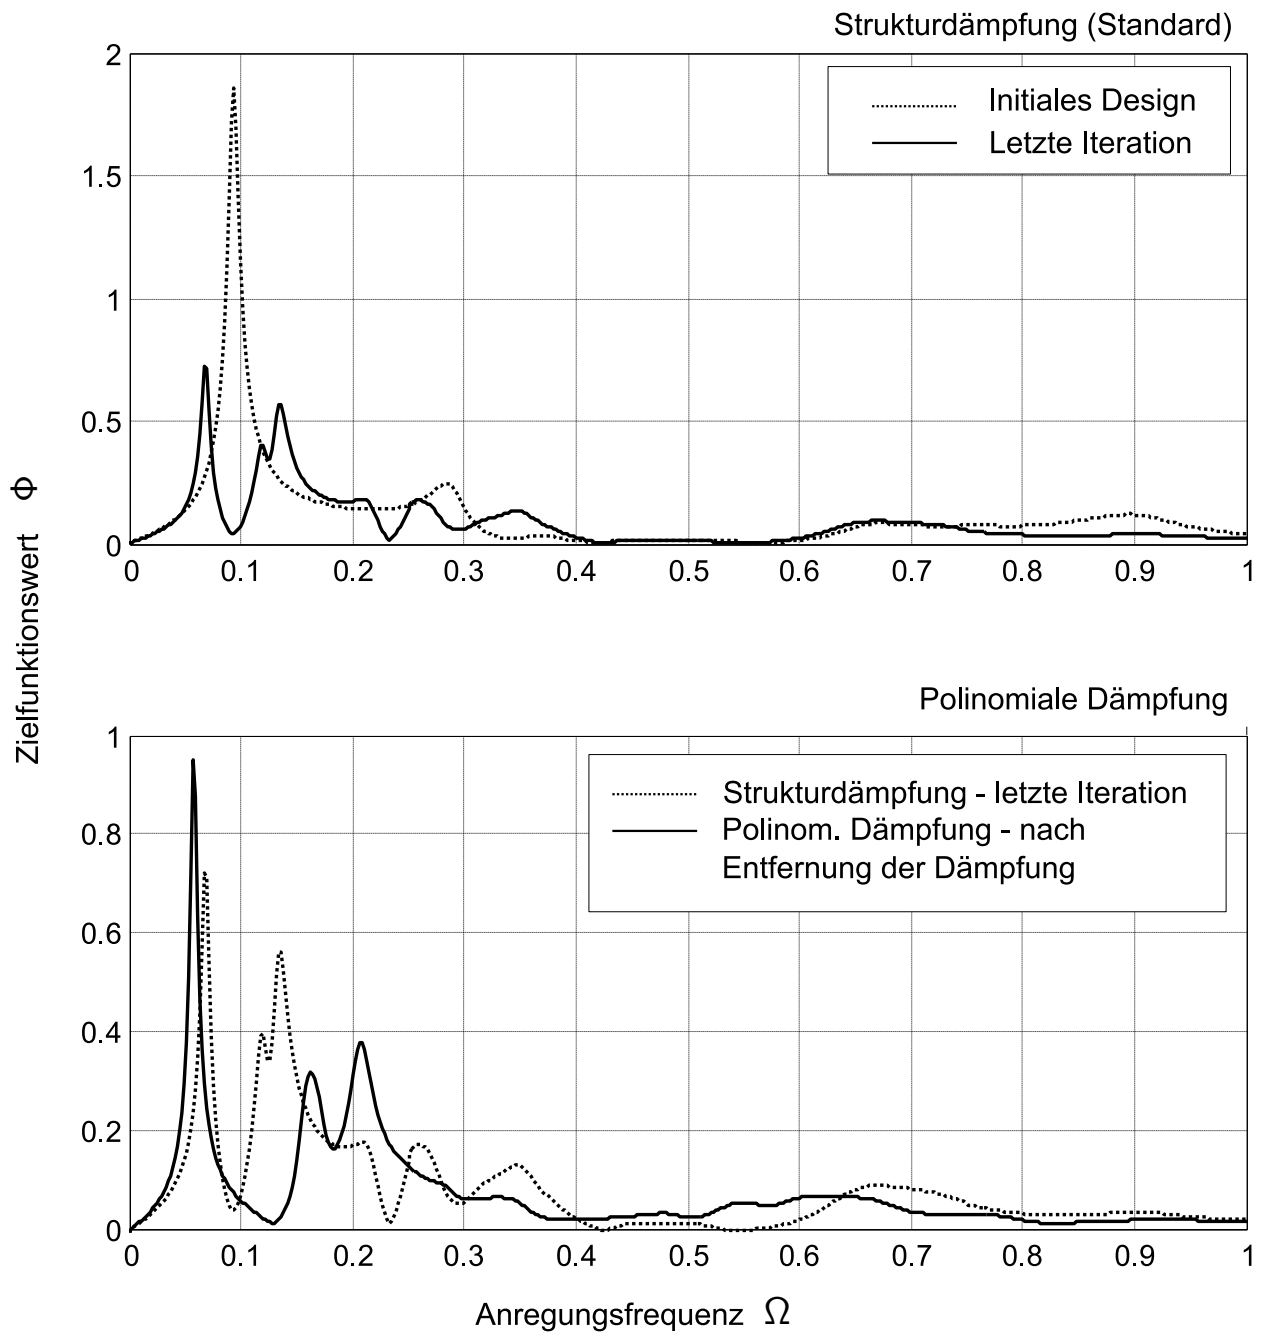 Strukturdämpfung (Standard)
2
1.5
1
0.5
0
Initiales Design
Letzte Iteration
0 0.1 0.2 0.3 0.4 0.5 0.6 0.7 0.8 0.9 1
Zielfunktionswert Φ
Polinomiale Dämpfung
1
0.8
0.6
0.4
0.2
0
Strukturdämpfung - letzte Iteration
Polinom. Dämpfung - nach
Entfernung der Dämpfung
0 0.1 0.2 0.3 0.4 0.5 0.6 0.7 0.8 0.9 1
Anregungsfrequenz Ω